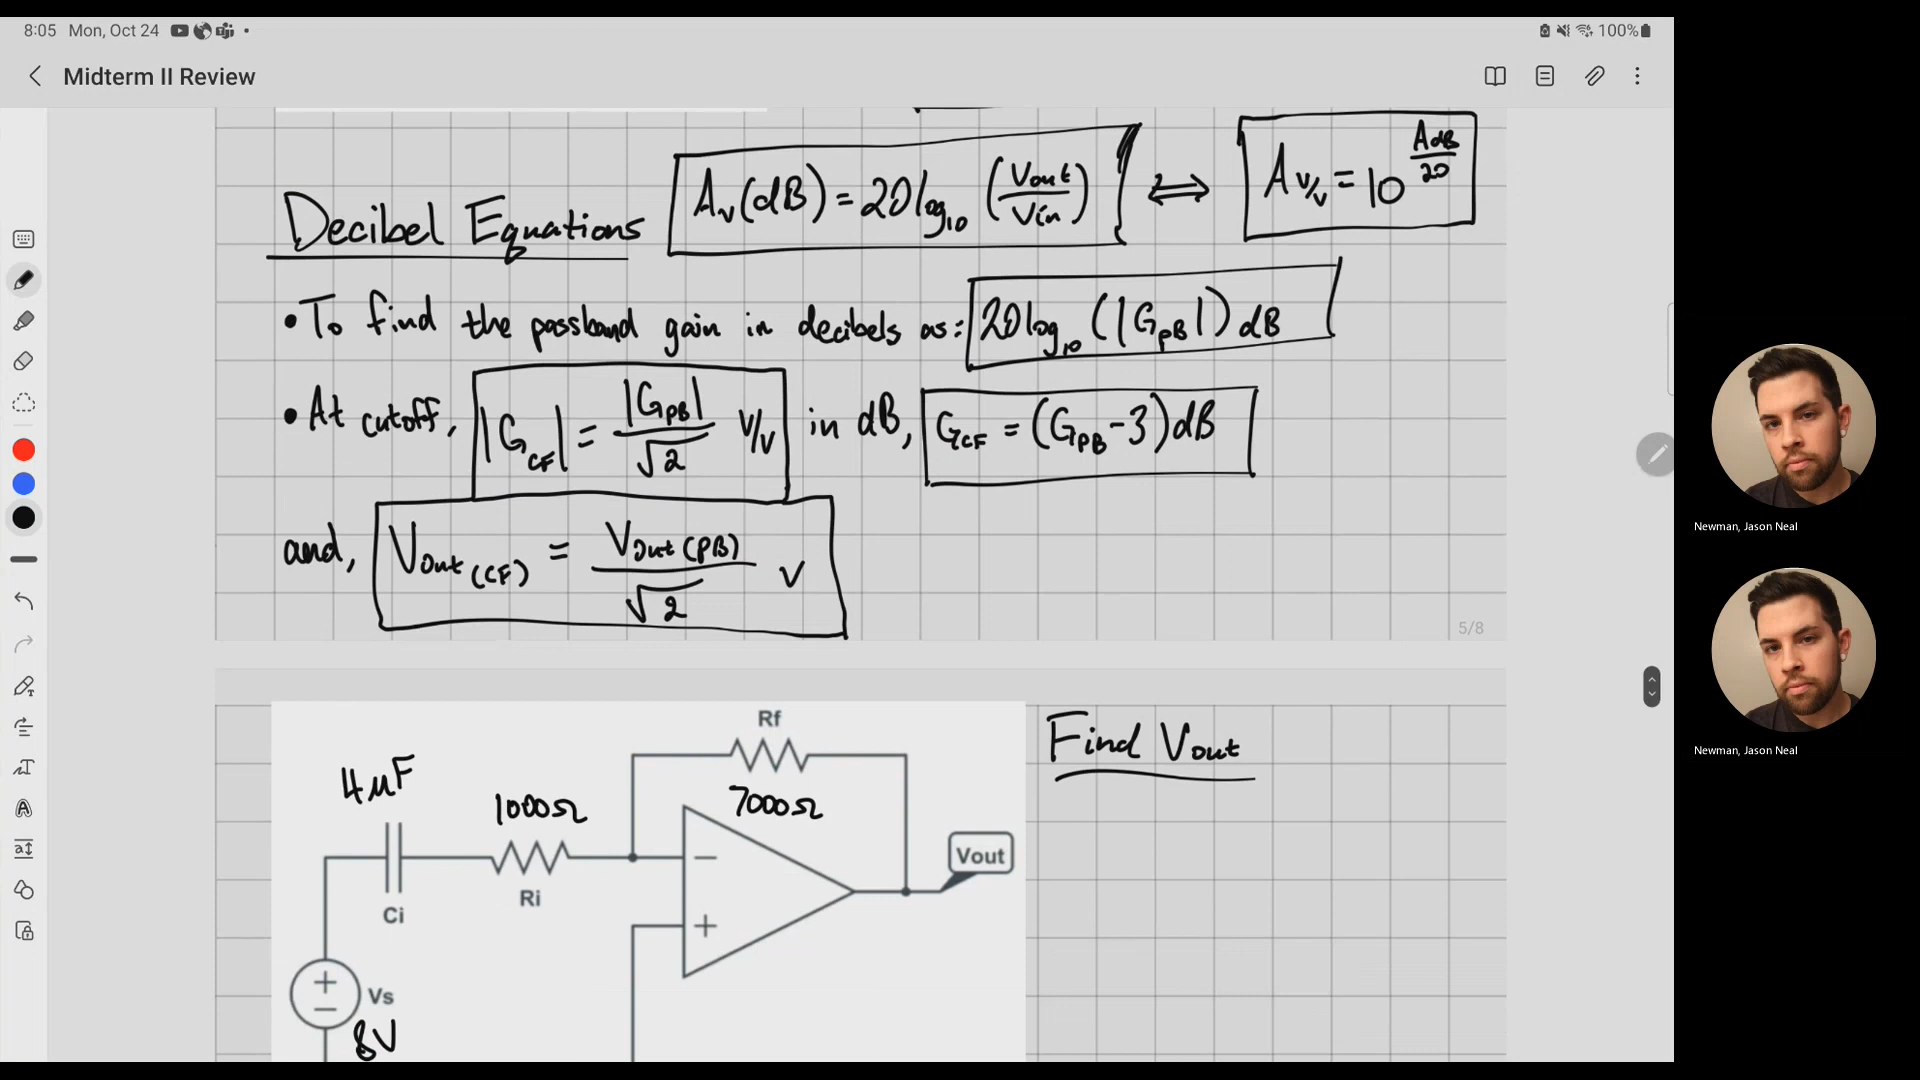 8:05 Mon, Oct 24
100%
Midterm II Review
Decibel Equations
Av(dB) = 20log₁₀ (Vout/Vin) ⟺ A v/v = 10^(AdB/20)
• To find the passband gain in decibels as: 20log₁₀ (|GPB|) dB
• At cutoff, |GCF| = |GPB|/√2 V/V in dB, GCF = (GPB-3)dB
and, Vout(CF) = Vout(PB)/√2 V
5/8
Find Vout
Rf
4μF
1000Ω
7000Ω
Vout
Ri
Ci
Vs
8V
Newman, Jason Neal
Newman, Jason Neal